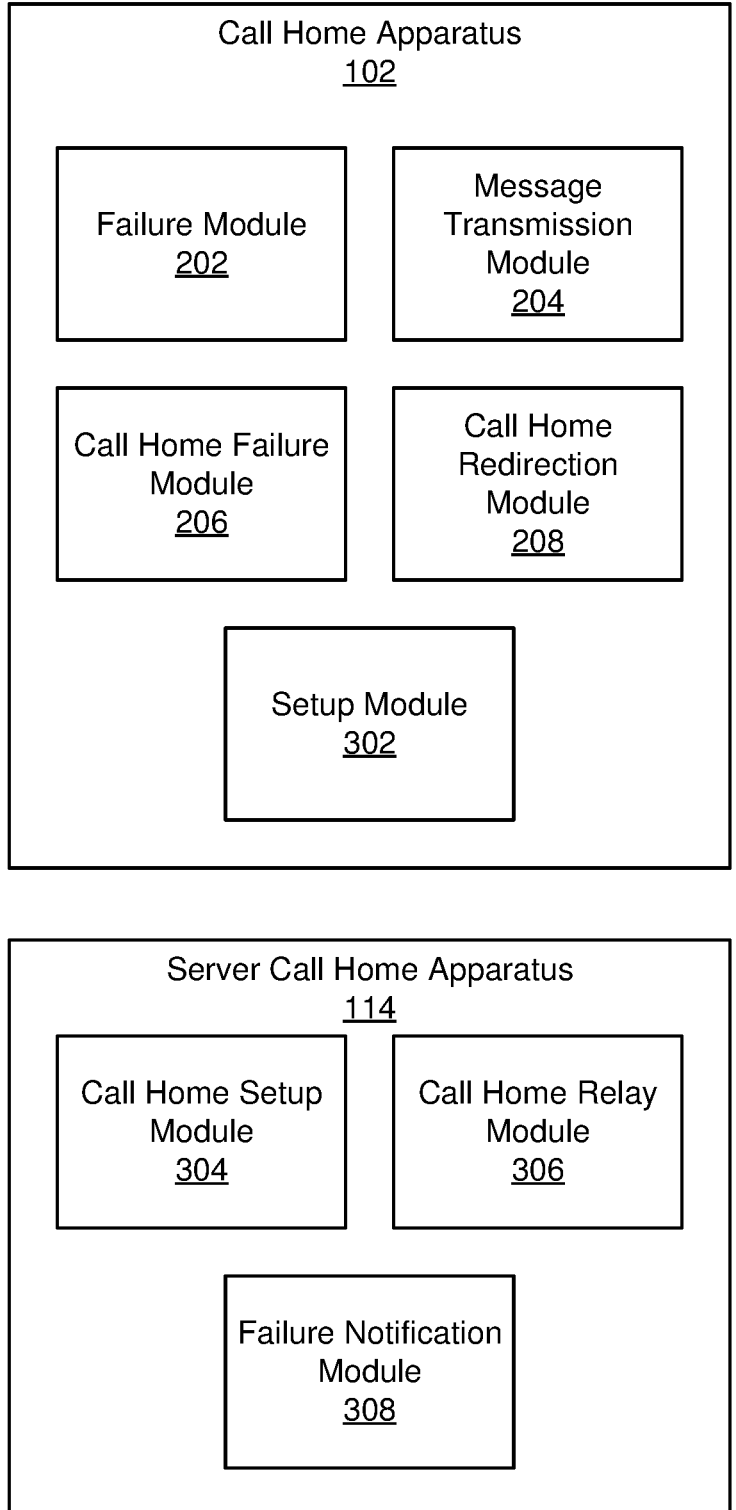 Call Home Apparatus
102
Failure Module
202
Message
Transmission
Module
204
Call Home Failure
Module
206
Call Home
Redirection
Module
208
Setup Module
302
Server Call Home Apparatus
114
Call Home Setup
Module
304
Call Home Relay
Module
306
Failure Notification
Module
308